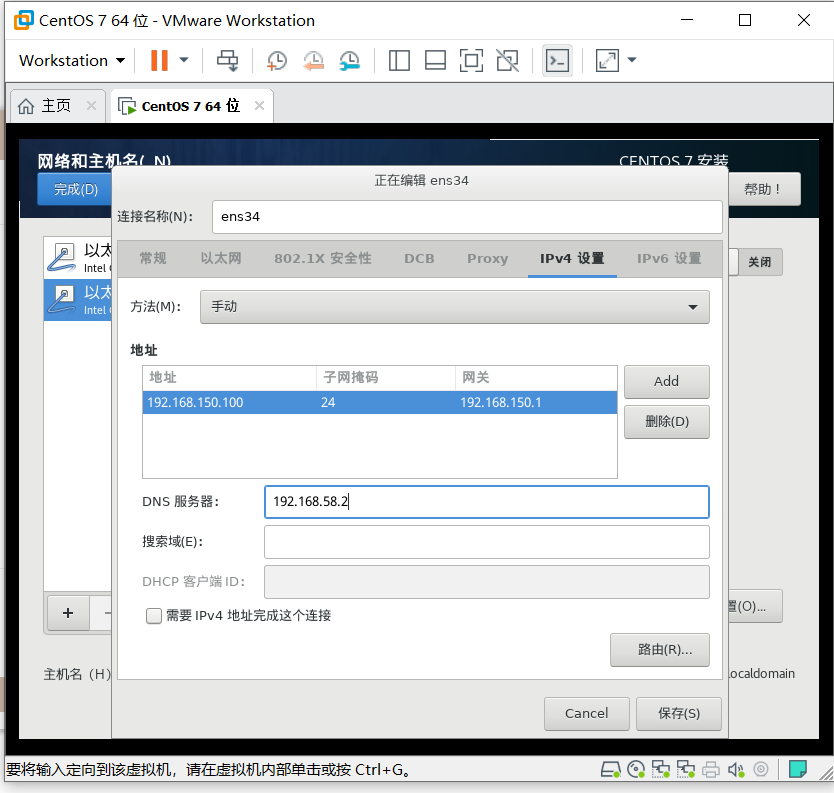 CentOS 7 64 位 - VMware Workstation
Workstation
主页
CentOS 7 64 位
网络和主机名(_N)
CENTOS 7 安装
完成(D)
帮助！
正在编辑 ens34
连接名称(N):
ens34
以太
Intel
以太
Intel
关闭
常规
以太网
802.1X 安全性
DCB
Proxy
IPv4 设置
IPv6 设置
方法(M):
手动
地址
地址
子网掩码
网关
192.168.150.100
24
192.168.150.1
Add
删除(D)
DNS 服务器:
192.168.58.2
搜索域(E):
DHCP 客户端 ID:
需要 IPv4 地址完成这个连接
+
−
置(O)...
路由(R)...
主机名（H）
localdomain
Cancel
保存(S)
要将输入定向到该虚拟机，请在虚拟机内部单击或按 Ctrl+G。